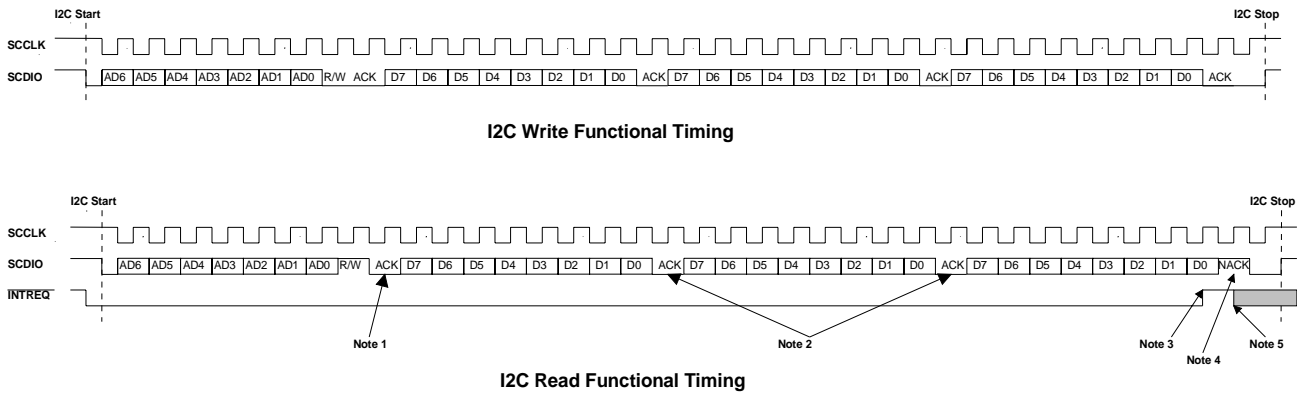 I2C Start I2C Stop
SCCLK
SCDIO AD6 AD5 AD4 AD3 AD2 AD1 AD0 R/W ACK D7 D6 D5 D4 D3 D2 D1 D0 ACK D7 D6 D5 D4 D3 D2 D1 D0 ACK D7 D6 D5 D4 D3 D2 D1 D0 ACK
I2C Write Functional Timing
I2C Start I2C Stop
SCCLK
SCDIO AD6 AD5 AD4 AD3 AD2 AD1 AD0 R/W ACK D7 D6 D5 D4 D3 D2 D1 D0 ACK D7 D6 D5 D4 D3 D2 D1 D0 ACK D7 D6 D5 D4 D3 D2 D1 D0 NACK
INTREQ
Note 1 Note 2 Note 3 Note 5
Note 4
I2C Read Functional Timing